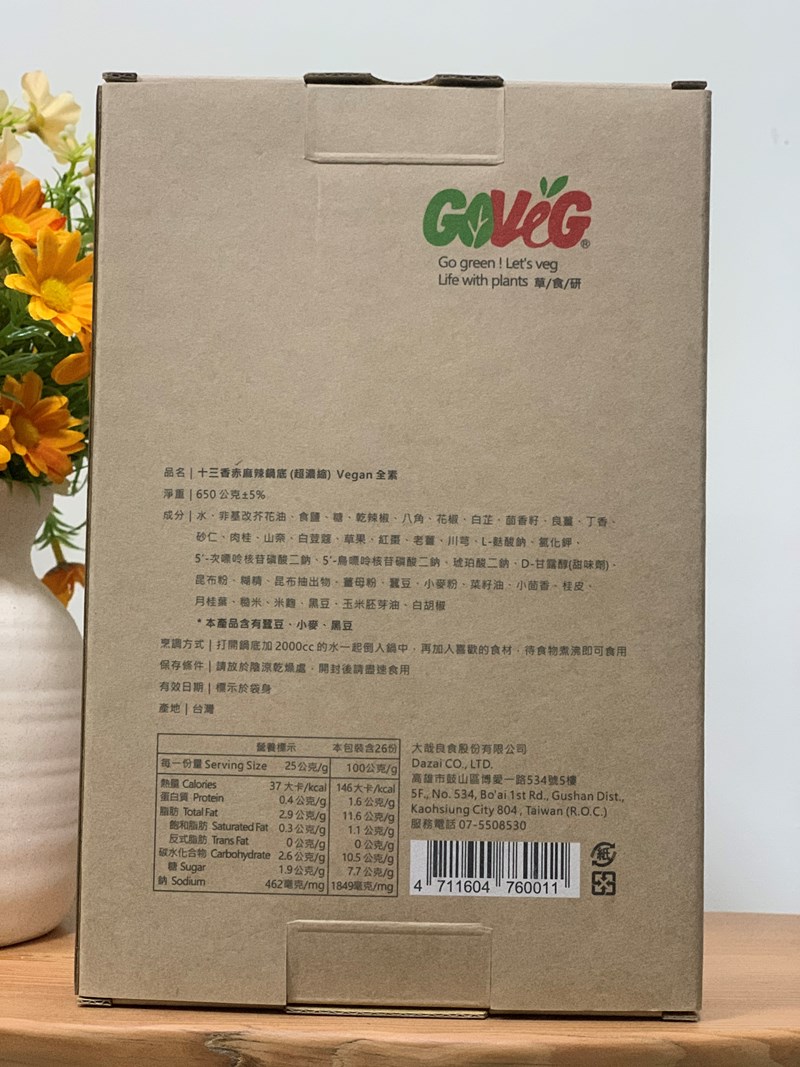 GOVeG®
Go green ! Let's veg
Life with plants 草/食/研
品名 | 十三香赤麻辣鍋底 (超濃縮) Vegan 全素
淨重 | 650 公克±5%
成分 | 水、非基改芥花油、食鹽、糖、乾辣椒、八角、花椒、白芷、茴香籽、良薑、丁香、
砂仁、肉桂、山奈、白荳蔻、草果、紅棗、老薑、川芎、L-麩酸鈉、氯化鉀、
5'-次嘌呤核苷磷酸二鈉、5'-鳥嘌呤核苷磷酸二鈉、琥珀酸二鈉、D-甘露醇(甜味劑)、
昆布粉、糊精、昆布抽出物、薑母粉、蠶豆、小麥粉、菜籽油、小茴香、桂皮、
月桂葉、糙米、米麴、黑豆、玉米胚芽油、白胡椒
* 本產品含有蠶豆、小麥、黑豆
烹調方式 | 打開鍋底加 2000cc 的水一起倒入鍋中，再加入喜歡的食材，待食物煮沸即可食用
保存條件 | 請放於陰涼乾燥處，開封後請盡速食用
有效日期 | 標示於袋身
產地 | 台灣
營養標示 本包裝含26份
每一份量 Serving Size 25公克/g 100公克/g
熱量 Calories 37 大卡/kcal 146大卡/kcal
蛋白質 Protein 0.4 公克/g 1.6 公克/g
脂肪 Total Fat 2.9 公克/g 11.6 公克/g
飽和脂肪 Saturated Fat 0.3 公克/g 1.1 公克/g
反式脂肪 Trans Fat 0 公克/g 0 公克/g
碳水化合物 Carbohydrate 2.6 公克/g 10.5 公克/g
糖 Sugar 1.9 公克/g 7.7 公克/g
鈉 Sodium 462毫克/mg 1849毫克/mg
大哉良食股份有限公司
Dazai CO., LTD.
高雄市鼓山區博愛一路534號5樓
5F., No. 534, Bo'ai 1st Rd., Gushan Dist.,
Kaohsiung City 804 , Taiwan (R.O.C.)
服務電話 07-5508530
4 711604 760011
紙